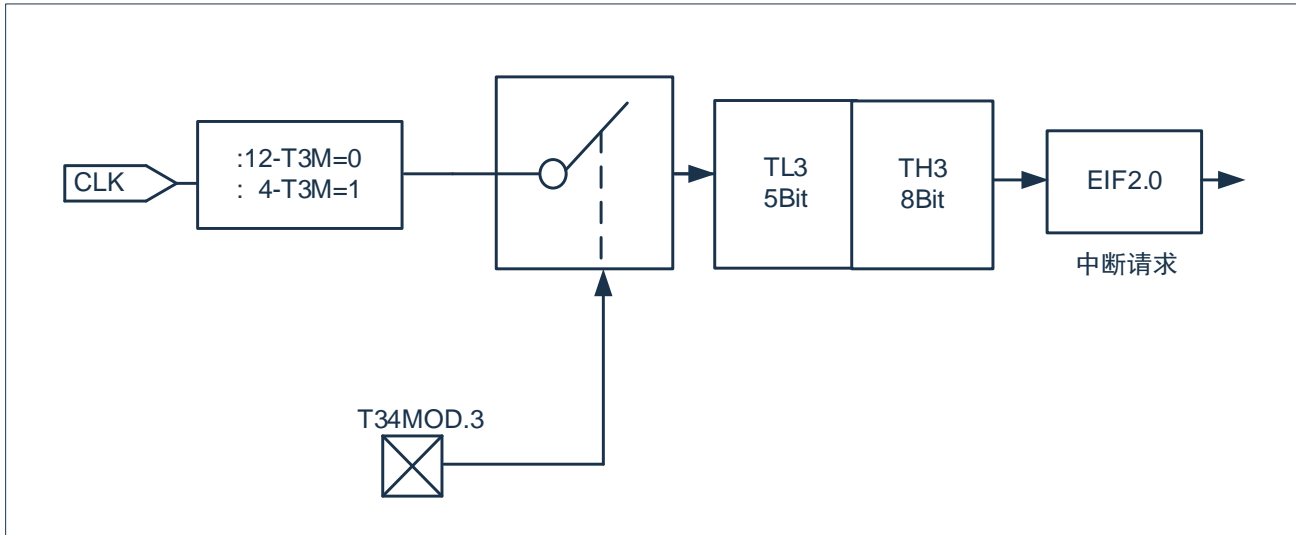 CLK
:12-T3M=0
: 4-T3M=1
TL3
5Bit
TH3
8Bit
EIF2.0
中断请求
T34MOD.3